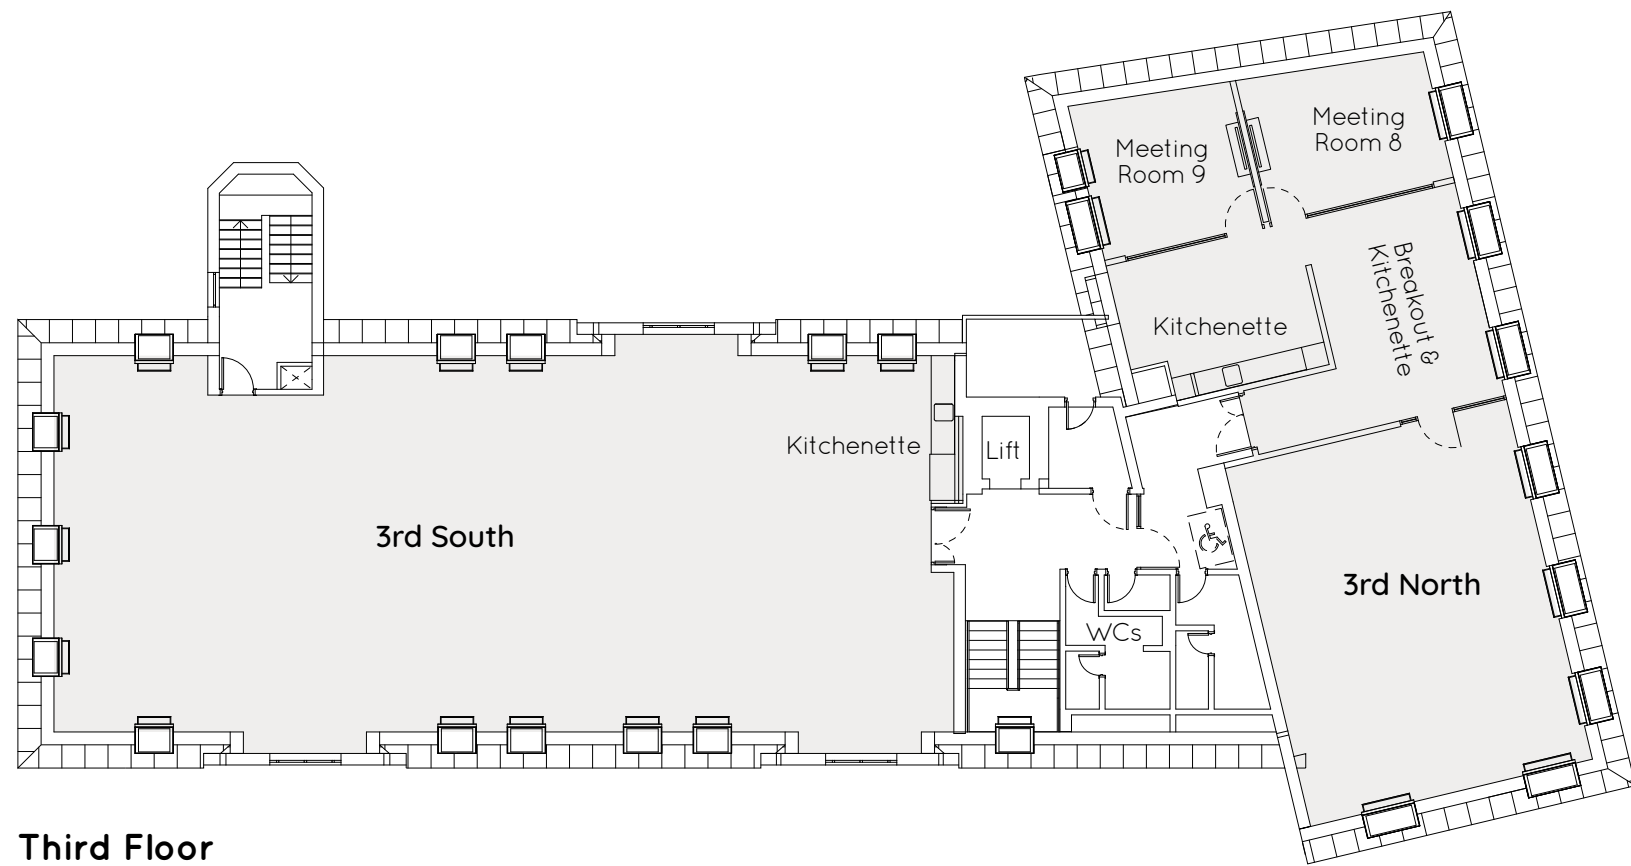 Meeting
Room 9
Meeting
Room 8
Breakout &
Kitchenette
Kitchenette
Kitchenette
Lift
3rd South
3rd North
WCs
Third Floor